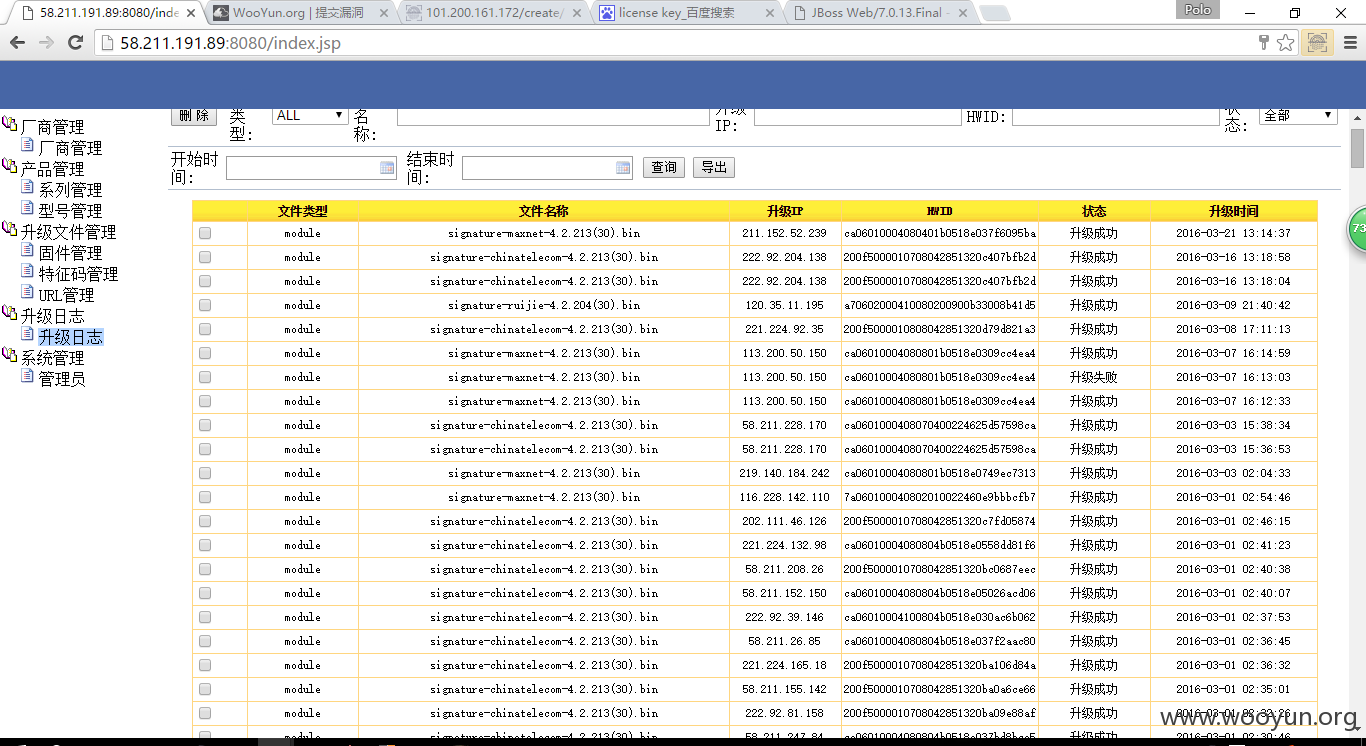 58.211.191.89:8080/inde
WooYun.org | 提交漏洞
101.200.161.172/create/
license key_百度搜索
JBoss Web/7.0.13.Final -
Polo
58.211.191.89:8080/index.jsp
厂商管理
厂商管理
产品管理
系列管理
型号管理
升级文件管理
固件管理
特征码管理
URL管理
升级日志
升级日志
系统管理
管理员
删除 类型: ALL 名称: 升级IP: HWID: 状态: 全部
开始时间: 结束时间: 查询 导出
文件类型 文件名称 升级IP HWID 状态 升级时间
module signature-maxnet-4.2.213(30).bin 211.152.52.239 ca06010004080401b0518e037f6095ba 升级成功 2016-03-21 13:14:37
module signature-chinatelecom-4.2.213(30).bin 222.92.204.138 200f5000010708042851320c407bfb2d 升级成功 2016-03-16 13:18:58
module signature-chinatelecom-4.2.213(30).bin 222.92.204.138 200f5000010708042851320c407bfb2d 升级成功 2016-03-16 13:18:04
module signature-ruijie-4.2.204(30).bin 120.35.11.195 a7060200410080200900b33008b41d5 升级成功 2016-03-09 21:40:42
module signature-chinatelecom-4.2.213(30).bin 221.224.92.35 200f5000010808042851320d79d821a3 升级成功 2016-03-08 17:11:13
module signature-maxnet-4.2.213(30).bin 113.200.50.150 ca06010004080801b0518e0309cc4ea4 升级成功 2016-03-07 16:14:59
module signature-maxnet-4.2.213(30).bin 113.200.50.150 ca06010004080801b0518e0309cc4ea4 升级失败 2016-03-07 16:13:03
module signature-maxnet-4.2.213(30).bin 113.200.50.150 ca06010004080801b0518e0309cc4ea4 升级成功 2016-03-07 16:12:33
module signature-chinatelecom-4.2.213(30).bin 58.211.228.170 ca0601000408070400224625d57598ca 升级成功 2016-03-03 15:38:34
module signature-chinatelecom-4.2.213(30).bin 58.211.228.170 ca0601000408070400224625d57598ca 升级成功 2016-03-03 15:36:53
module signature-maxnet-4.2.213(30).bin 219.140.184.242 ca06010004080801b0518e0749ec7313 升级成功 2016-03-03 02:04:33
module signature-maxnet-4.2.213(30).bin 116.228.142.110 7a060100040802010022460e9bbbcfb7 升级成功 2016-03-01 02:54:46
module signature-chinatelecom-4.2.213(30).bin 202.111.46.126 200f5000010708042851320c7fd05874 升级成功 2016-03-01 02:46:15
module signature-chinatelecom-4.2.213(30).bin 221.224.132.98 ca06010004080804b0518e0558dd81f6 升级成功 2016-03-01 02:41:23
module signature-chinatelecom-4.2.213(30).bin 58.211.208.26 200f5000010708042851320bc0687eec 升级成功 2016-03-01 02:40:38
module signature-chinatelecom-4.2.213(30).bin 58.211.152.150 ca06010004080804b0518e05026acd06 升级成功 2016-03-01 02:40:07
module signature-chinatelecom-4.2.213(30).bin 222.92.39.146 ca06010004100804b0518e030ac6b062 升级成功 2016-03-01 02:37:53
module signature-chinatelecom-4.2.213(30).bin 58.211.26.85 ca06010004080804b0518e037f2aac80 升级成功 2016-03-01 02:36:45
module signature-chinatelecom-4.2.213(30).bin 221.224.165.18 200f5000010708042851320ba106d84a 升级成功 2016-03-01 02:36:32
module signature-chinatelecom-4.2.213(30).bin 58.211.155.142 200f5000010708042851320ba0a6ce66 升级成功 2016-03-01 02:35:01
module signature-chinatelecom-4.2.213(30).bin 222.92.81.158 200f5000010708042851320ba09e88af 升级成功 2016-03-01 02:32:26
73
www.wooyun.org